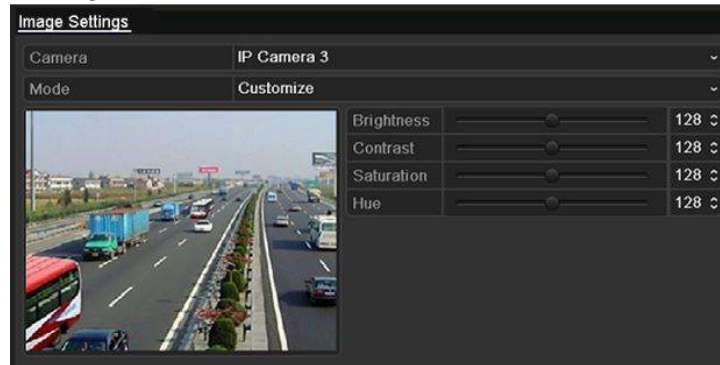 Image Settings
Camera IP Camera 3
Mode Customize
Brightness 128
Contrast 128
Saturation 128
Hue 128